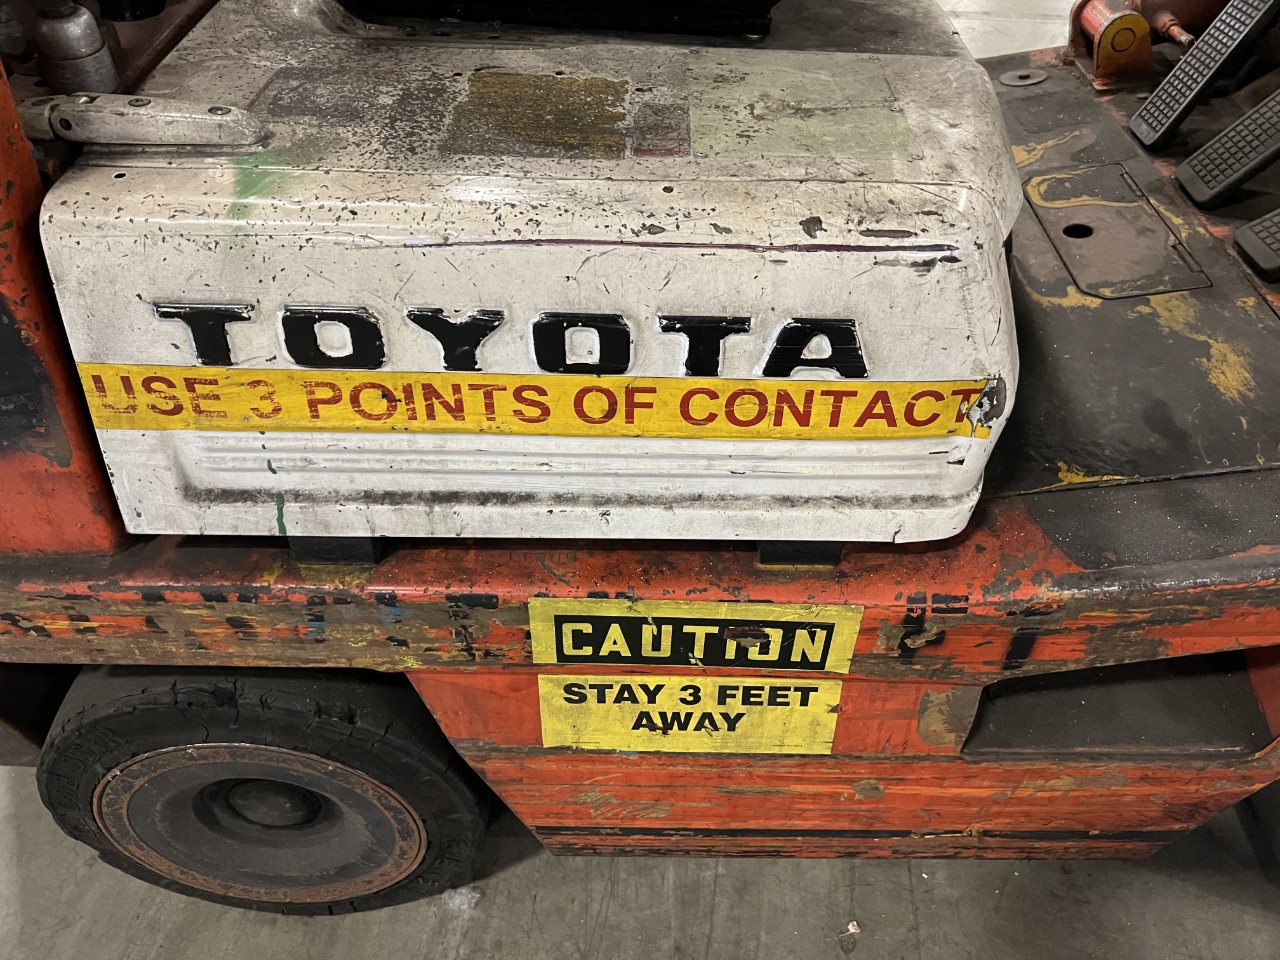 TOYOTA
USE 3 POINTS OF CONTACT
CAUTION
STAY 3 FEET
AWAY